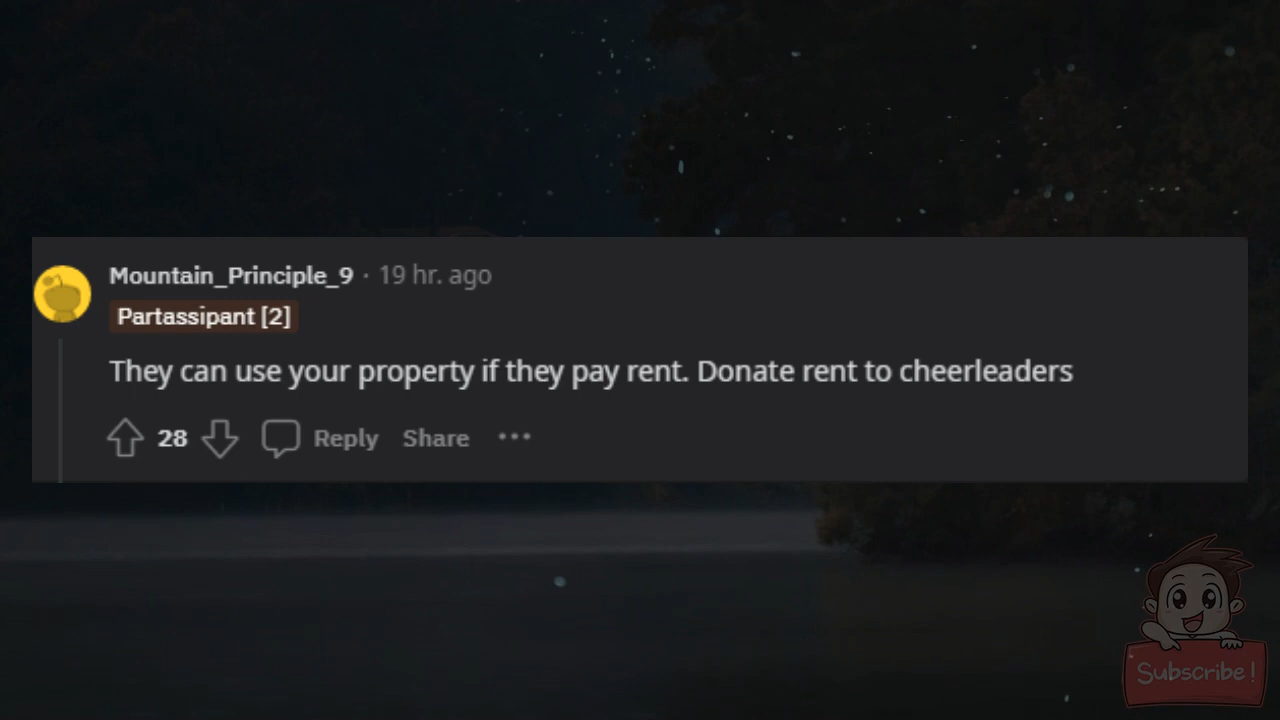 Mountain_Principle_9 · 19 hr. ago
Partassipant [2]
They can use your property if they pay rent. Donate rent to cheerleaders
28 Reply Share ···
Subscribe!